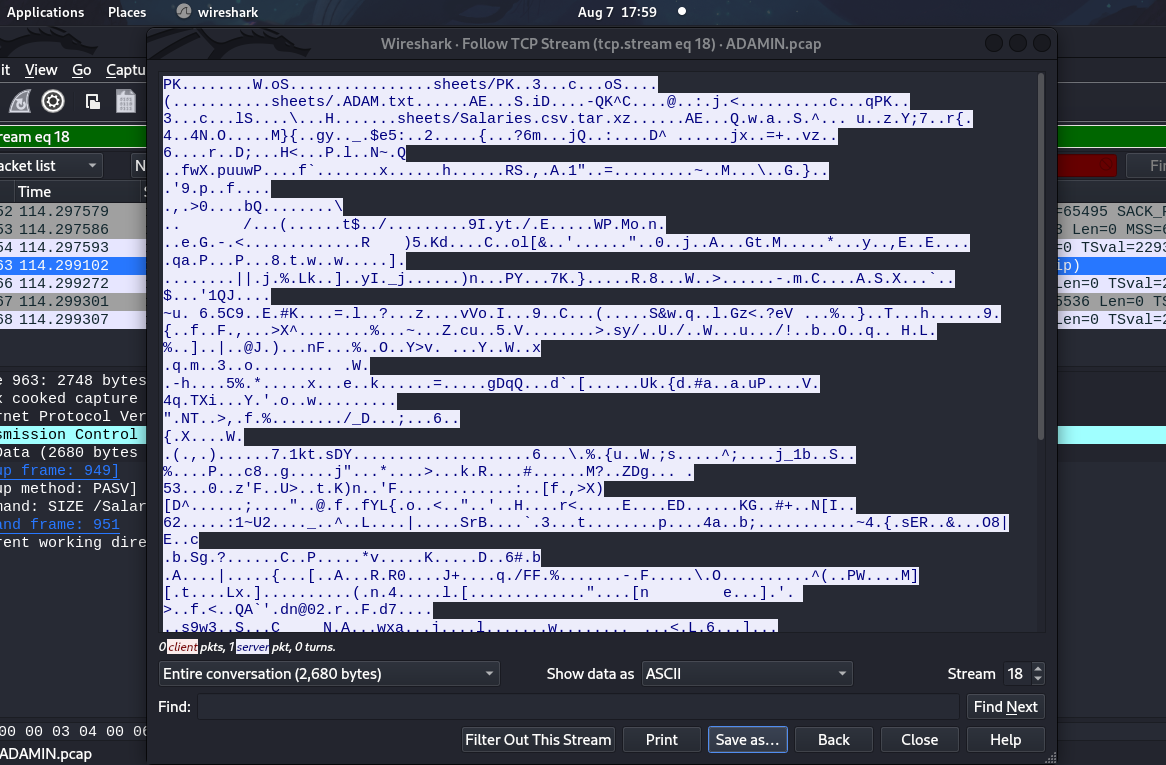 Applications Places wireshark Aug 7 17:59
Wireshark · Follow TCP Stream (tcp.stream eq 18) · ADAMIN.pcap
it View Go Captu
ream eq 18
acket list N Fin
Time
52 114.297579 =65495 SACK_P
53 114.297586 3 Len=0 MSS=6
54 114.297593 =0 TSval=2293
63 114.299102 ip)
66 114.299272 Len=0 TSval=2
67 114.299301 5536 Len=0 TS
68 114.299307 Len=0 TSval=2
e 963: 2748 bytes
x cooked capture
rnet Protocol Ver
smission Control
Data (2680 bytes
up frame: 949]
up method: PASV]
mand: SIZE /Salar
and frame: 951
rent working dire
00 00 03 04 00 06
ADAMIN.pcap
PK........W.oS................sheets/PK..3...c...oS....
(...........sheets/.ADAM.txt......AE...S.iD....-QK^C....@..:.j.<..........c...qPK..
3...c...lS....\...H.......sheets/Salaries.csv.tar.xz......AE...Q.w.a..S.^... u..z.Y;7..r{.
4..4N.O.....M}{..gy.._.$e5:..2.....{...?6m...jQ..:....D^ ......jx..=+..vz..
6....r..D;...H<...P.l..N~.Q
..fwX.puuwP....f`.......x......h......RS.,.A.1"..=.........~..M...\..G.}..
.'9.p..f....
.,.>0....bQ........\
.. /...(......t$../.........9I.yt./.E.....WP.Mo.n.
..e.G.-.<.............R )5.Kd....C..ol[&..'......"..0..j..A...Gt.M.....*...y..,E..E....
.qa.P...P...8.t.w..w.....].
........||.j.%.Lk..]..yI._j......)n...PY...7K.}.....R.8...W..>......-.m.C....A.S.X...`..
$...'1QJ....
~u. 6.5C9..E.#K....=.l..?...z....vVo.I...9..C...(.....S&w.q..l.Gz<.?eV ...%..}..T...h......9.
{..f..F.,...>X^........%...~...Z.cu..5.V........>.sy/..U./..W...u.../!..b..O..q.. H.L.
%..]..|..@J.)...nF...%..O..Y>v. ...Y..W..x
.q.m..3..o......... .W.
.-h....5%.*.....x...e..k......=.....gDqQ...d`.[......Uk.{d.#a..a.uP....V.
4q.TXi...Y.'.o..w.........
".NT..>,.f.%......../_D...;...6..
{.X....W.
.(.,.)......7.1kt.sDY....................6...\.%.{u..W.;s.....^;....j_1b..S..
%....P...c8..g.....j"...*....>...k.R....#......M?..ZDg... .
53...0..z'F..U>..t.K)n..'F.............:..[f.,>X)
[D^......;...."..@.f..fYL{.o..<.."..'..H....r<.....E....ED......KG..#+..N[I..
62.....:1~U2...._..^..L....|.....SrB....`.3...t........p....4a..b;...........~4.{.sER..&...O8|
E..c
.b.Sg.?......C..P.....*v.....K.....D..6#.b
.A....|.....{...[..A...R.R0....J+....q./FF.%.......-.F.....\.O..........^(..PW....M]
[.t....Lx.]..........(.n.4.....l.[............."....[n e...].'.
>..f.<..QA`'.dn@02.r..F.d7....
..s9w3..S...C N.A...wxa...j....l.......w........ ...<.L.6...]...
0 client pkts, 1 server pkt, 0 turns.
Entire conversation (2,680 bytes) Show data as ASCII Stream 18
Find: Find Next
Filter Out This Stream Print Save as… Back Close Help